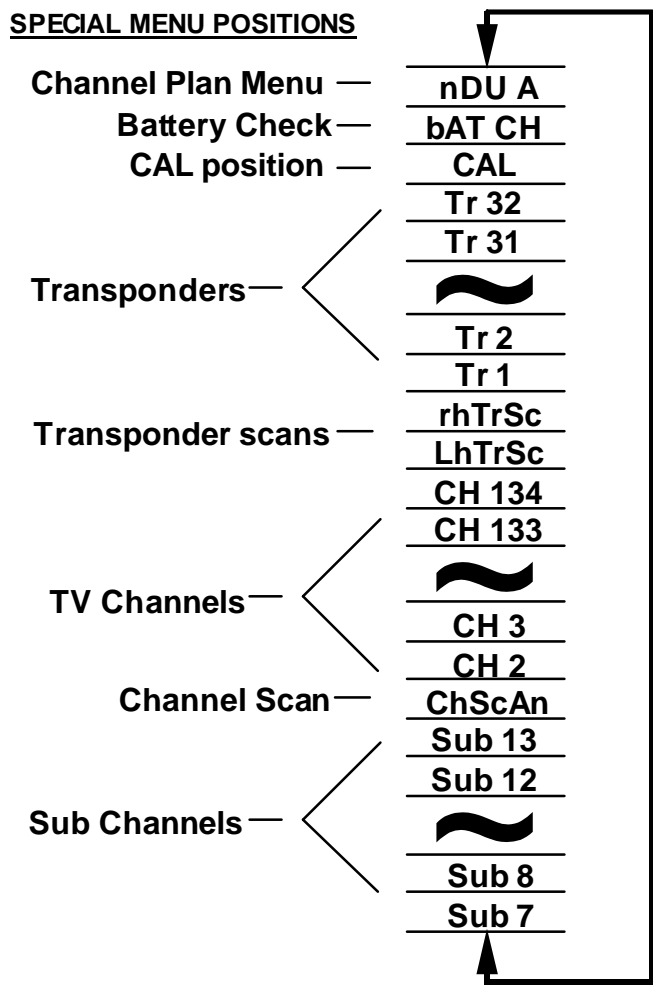 SPECIAL MENU POSITIONS
Channel Plan Menu
nDU A
Battery Check
bAT CH
CAL position
CAL
Tr 32
Tr 31
Transponders
Tr 2
Tr 1
rhTrSc
Transponder scans
LhTrSc
CH 134
CH 133
TV Channels
CH 3
CH 2
Channel Scan
ChScAn
Sub 13
Sub 12
Sub Channels
Sub 8
Sub 7